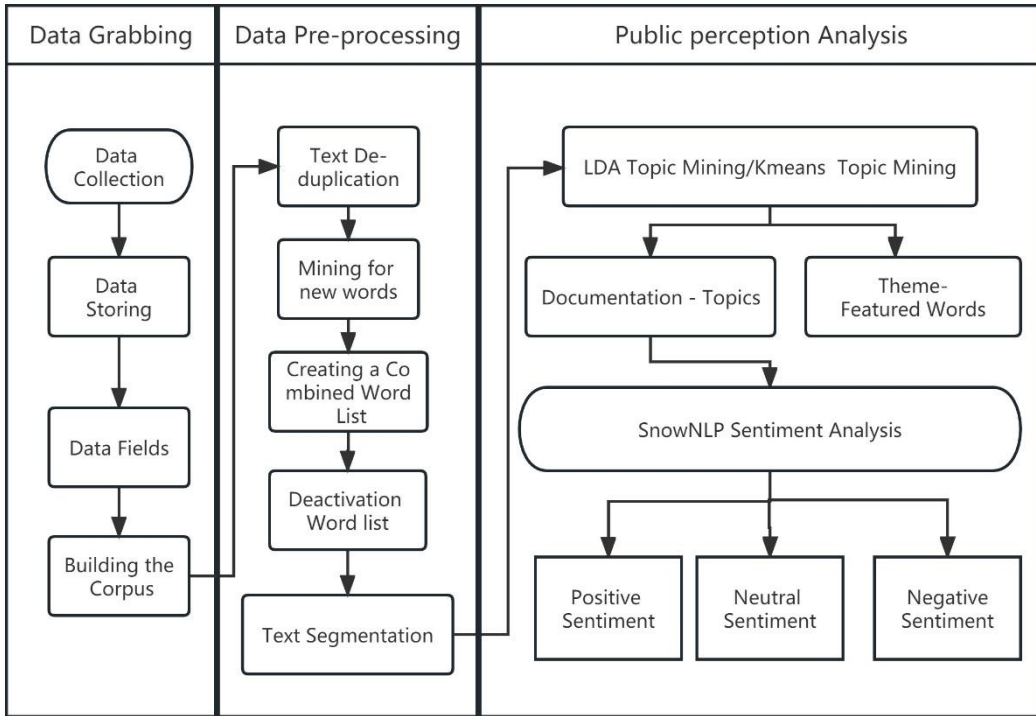 Data Grabbing
Data Pre-processing
Public perception Analysis
Data
Collection
Data
Storing
Data Fields
Building the
Corpus
Text De-
duplication
Mining for
new words
Creating a Co
mbined Word
List
Deactivation
Word list
Text Segmentation
LDA Topic Mining/Kmeans Topic Mining
Documentation - Topics
Theme-
Featured Words
SnowNLP Sentiment Analysis
Positive
Sentiment
Neutral
Sentiment
Negative
Sentiment